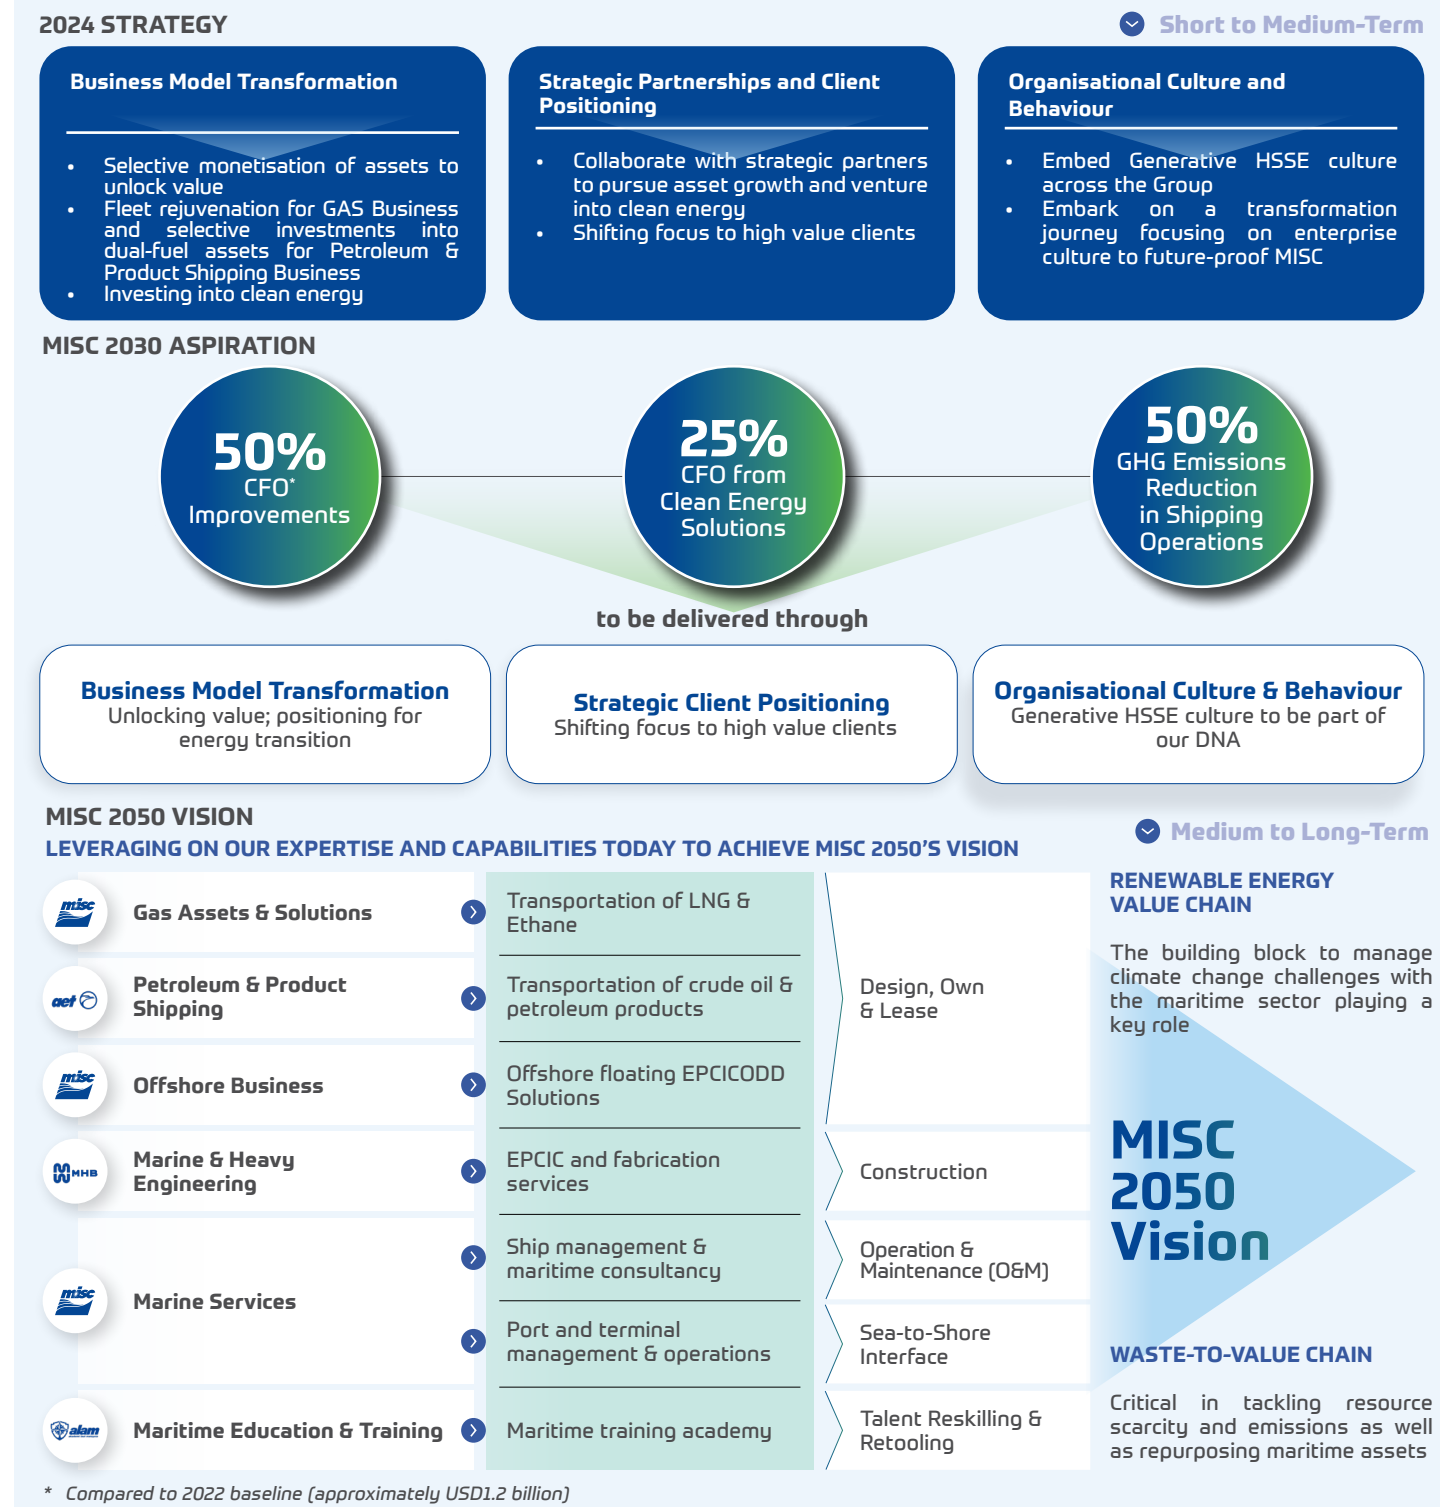 2024 STRATEGY
Short to Medium-Term
Business Model Transformation
• Selective monetisation of assets to
unlock value
• Fleet rejuvenation for GAS Business
and selective investments into
dual-fuel assets for Petroleum &
Product Shipping Business
• Investing into clean energy
Strategic Partnerships and Client
Positioning
• Collaborate with strategic partners
to pursue asset growth and venture
into clean energy
• Shifting focus to high value clients
Organisational Culture and
Behaviour
• Embed Generative HSSE culture
across the Group
• Embark on a transformation
journey focusing on enterprise
culture to future-proof MISC
MISC 2030 ASPIRATION
50%
CFO*
Improvements
25%
CFO from
Clean Energy
Solutions
50%
GHG Emissions
Reduction
in Shipping
Operations
to be delivered through
Business Model Transformation
Unlocking value; positioning for
energy transition
Strategic Client Positioning
Shifting focus to high value clients
Organisational Culture & Behaviour
Generative HSSE culture to be part of
our DNA
MISC 2050 VISION
Medium to Long-Term
LEVERAGING ON OUR EXPERTISE AND CAPABILITIES TODAY TO ACHIEVE MISC 2050'S VISION
misc
Gas Assets & Solutions
Transportation of LNG &
Ethane
aet
Petroleum & Product
Shipping
Transportation of crude oil &
petroleum products
misc
Offshore Business
Offshore floating EPCICODD
Solutions
Design, Own
& Lease
MHB
Marine & Heavy
Engineering
EPCIC and fabrication
services
Construction
misc
Marine Services
Ship management &
maritime consultancy
Operation &
Maintenance (O&M)
Port and terminal
management & operations
Sea-to-Shore
Interface
alam
Maritime Education & Training
Maritime training academy
Talent Reskilling &
Retooling
RENEWABLE ENERGY
VALUE CHAIN
The building block to manage
climate change challenges with
the maritime sector playing a
key role
MISC
2050
Vision
WASTE-TO-VALUE CHAIN
Critical in tackling resource
scarcity and emissions as well
as repurposing maritime assets
* Compared to 2022 baseline (approximately USD1.2 billion)